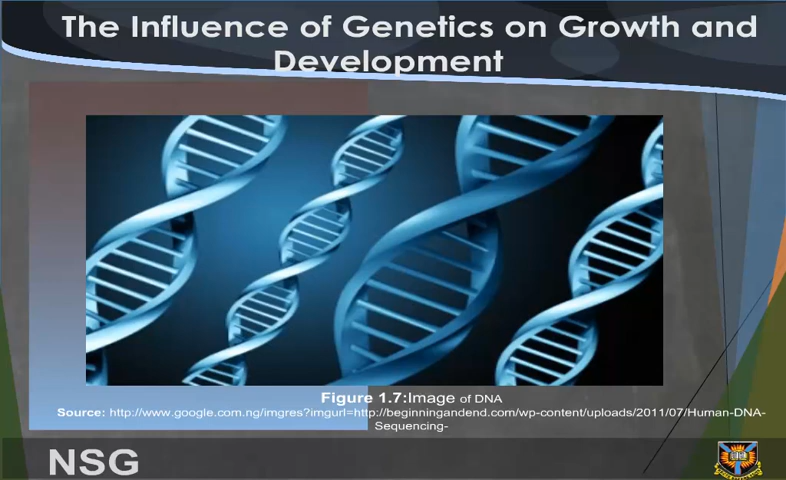 The Influence of Genetics on Growth and
Development
Figure 1.7:Image of DNA
Source: http://www.google.com.ng/imgres?imgurl=http://beginningandend.com/wp-content/uploads/2011/07/Human-DNA-
Sequencing-
NSG